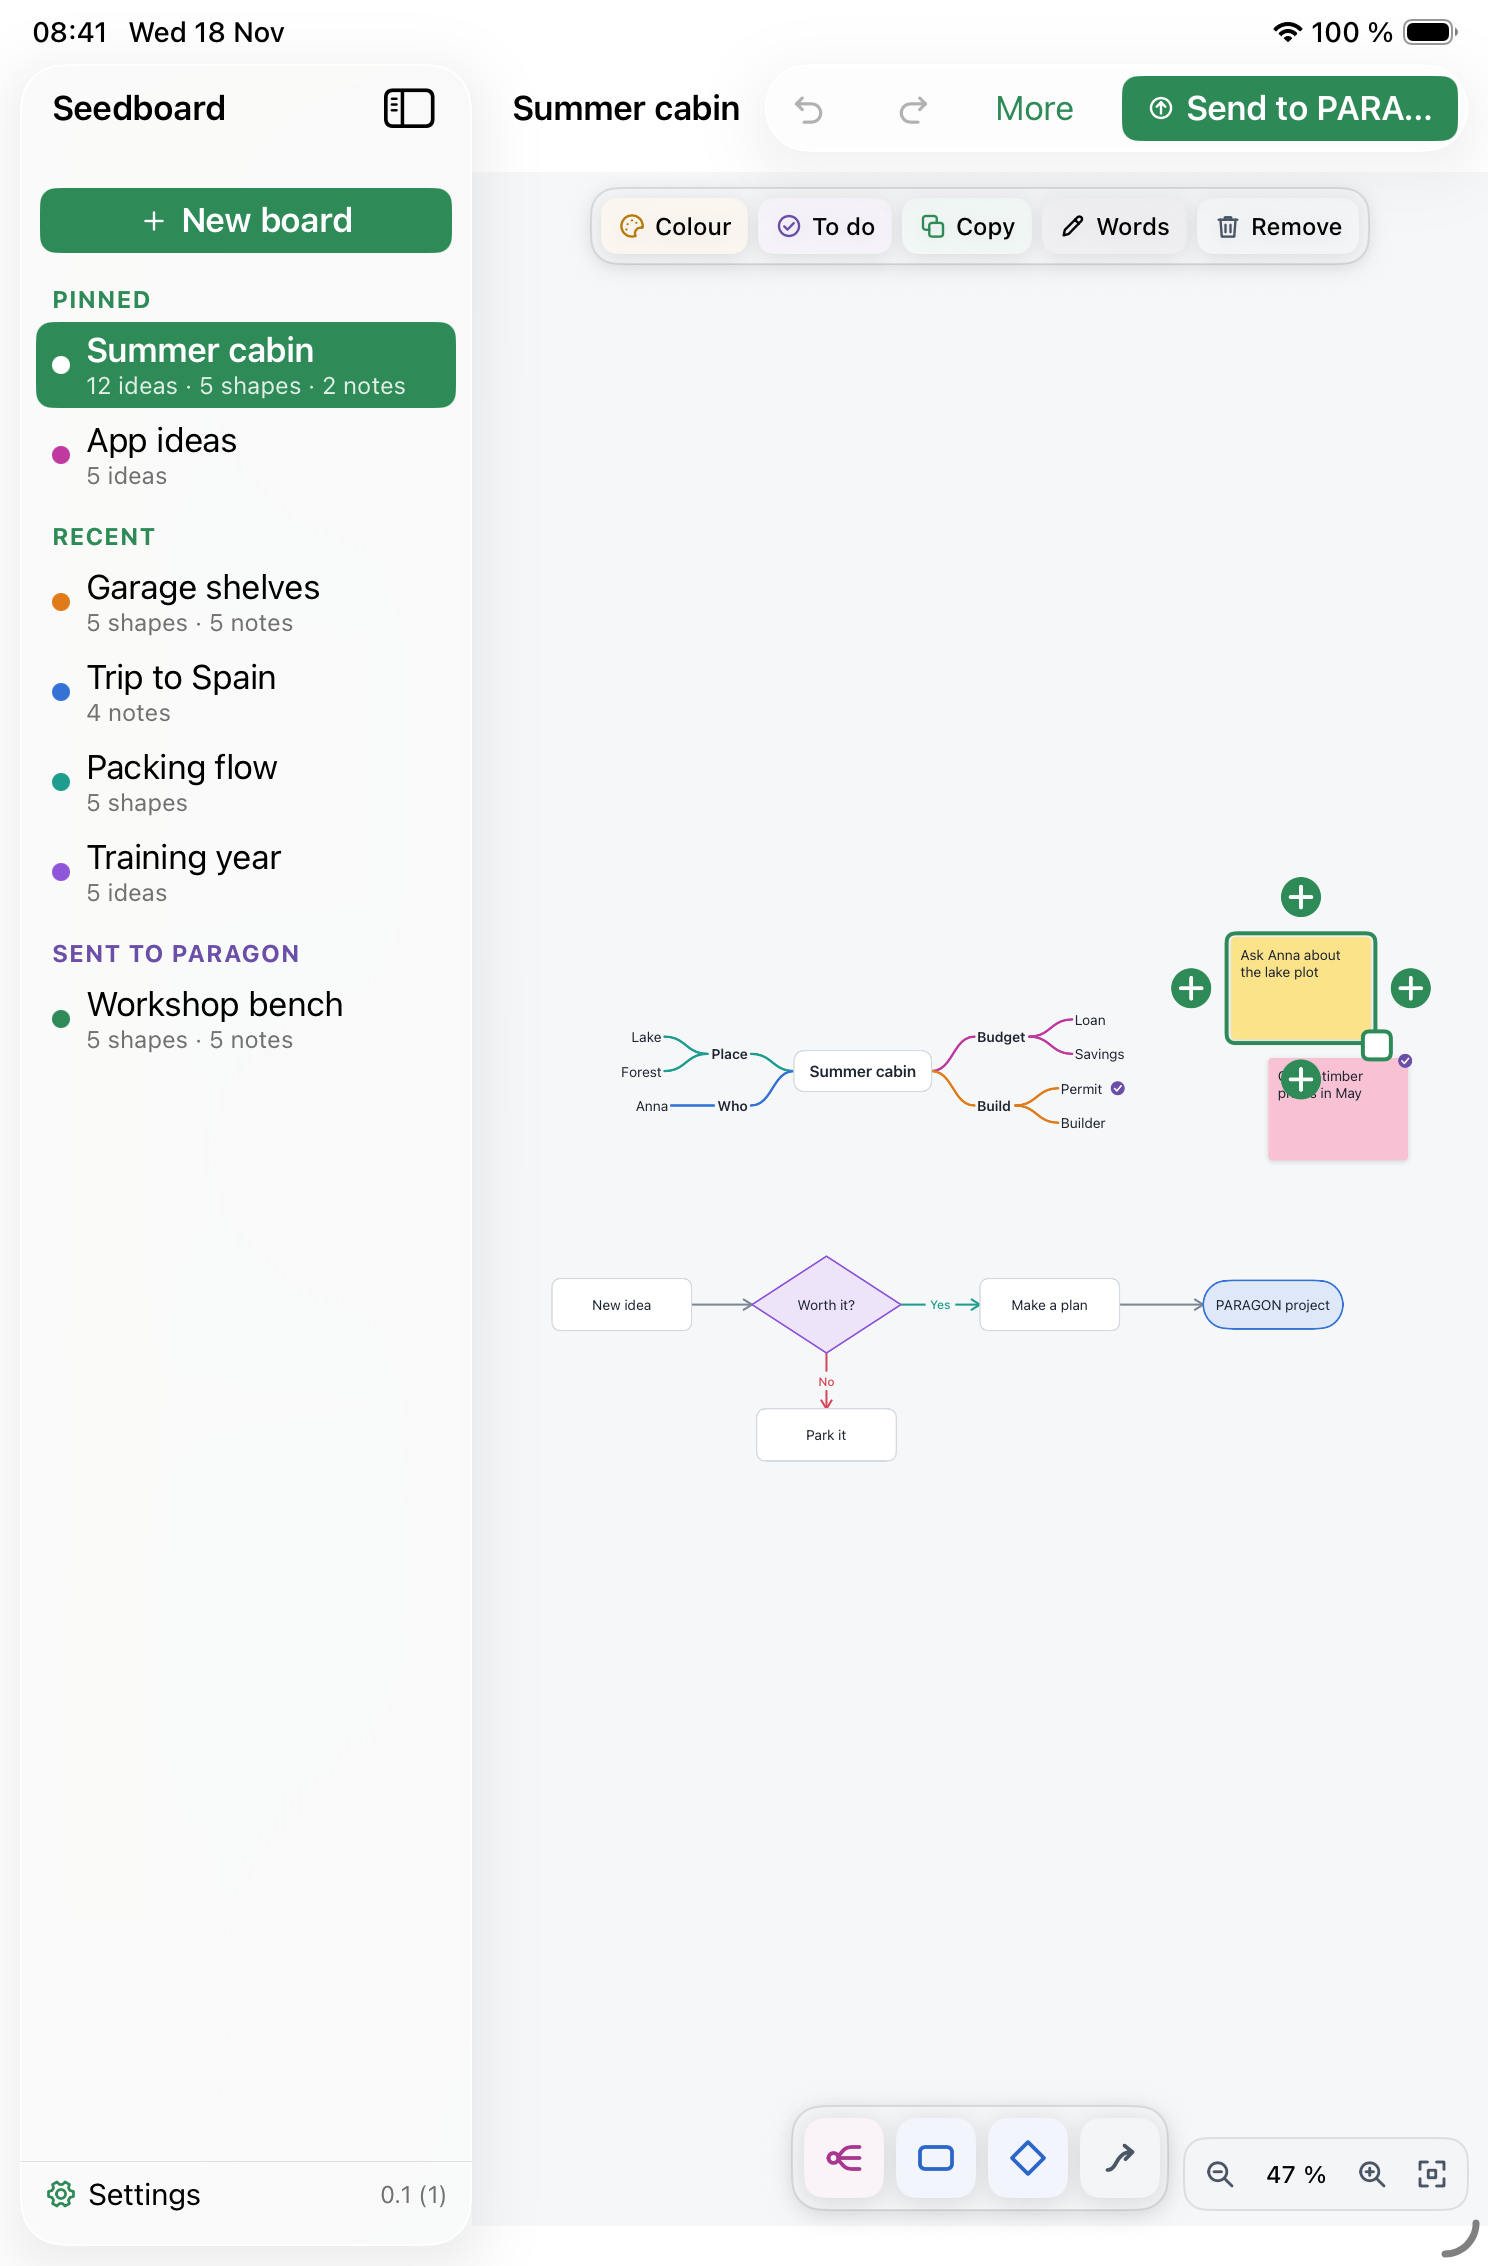 08:41 Wed 18 Nov
100 %
Seedboard
Summer cabin
More
Send to PARA...
New board
Colour
To do
Copy
Words
Remove
PINNED
Summer cabin
12 ideas · 5 shapes · 2 notes
App ideas
5 ideas
RECENT
Garage shelves
5 shapes · 5 notes
Trip to Spain
4 notes
Packing flow
5 shapes
Training year
5 ideas
SENT TO PARAGON
Workshop bench
5 shapes · 5 notes
Ask Anna about
the lake plot
timber
in May
Lake
Forest
Place
Anna
Who
Summer cabin
Budget
Loan
Savings
Build
Permit
Builder
New idea
Worth it?
Yes
Make a plan
PARAGON project
No
Park it
Settings
0.1 (1)
47 %